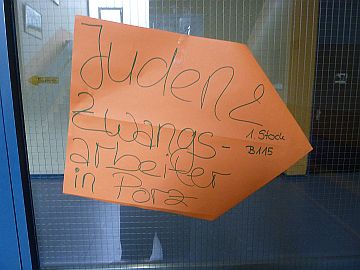 Juden &
Zwangs-
arbeiter
in Porz
1. Stock
B115